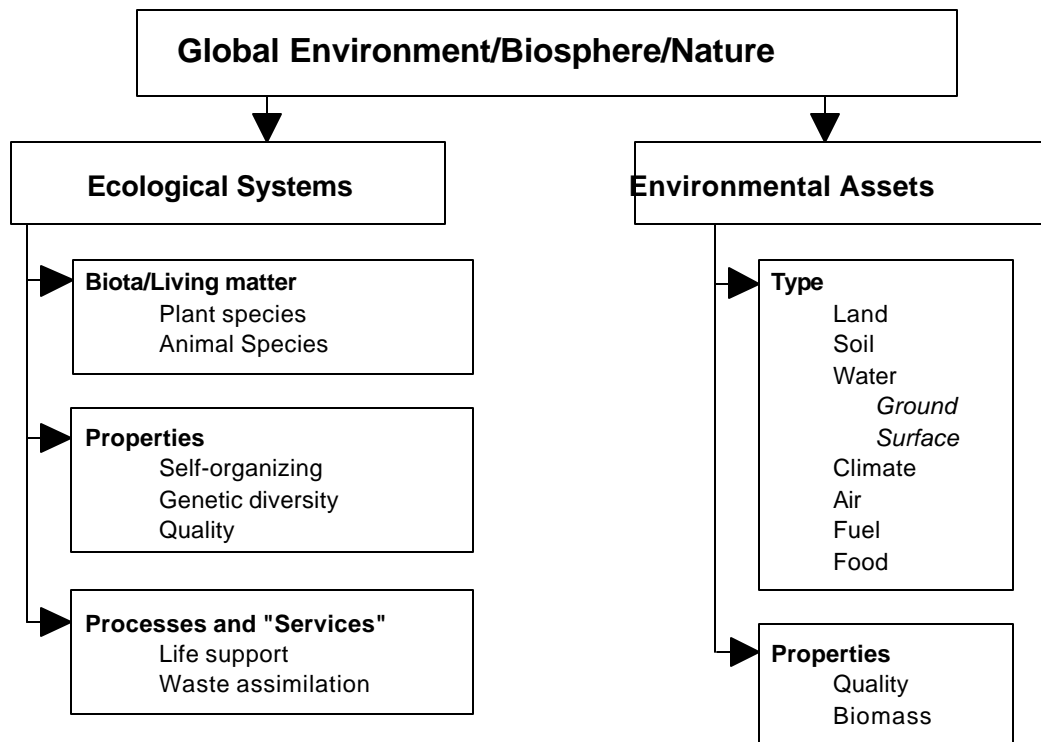 Global Environment/Biosphere/Nature
Ecological Systems
Biota/Living matter
Plant species
Animal Species
Properties
Self-organizing
Genetic diversity
Quality
Processes and "Services"
Life support
Waste assimilation
Environmental Assets
Type
Land
Soil
Water
Ground
Surface
Climate
Air
Fuel
Food
Properties
Quality
Biomass